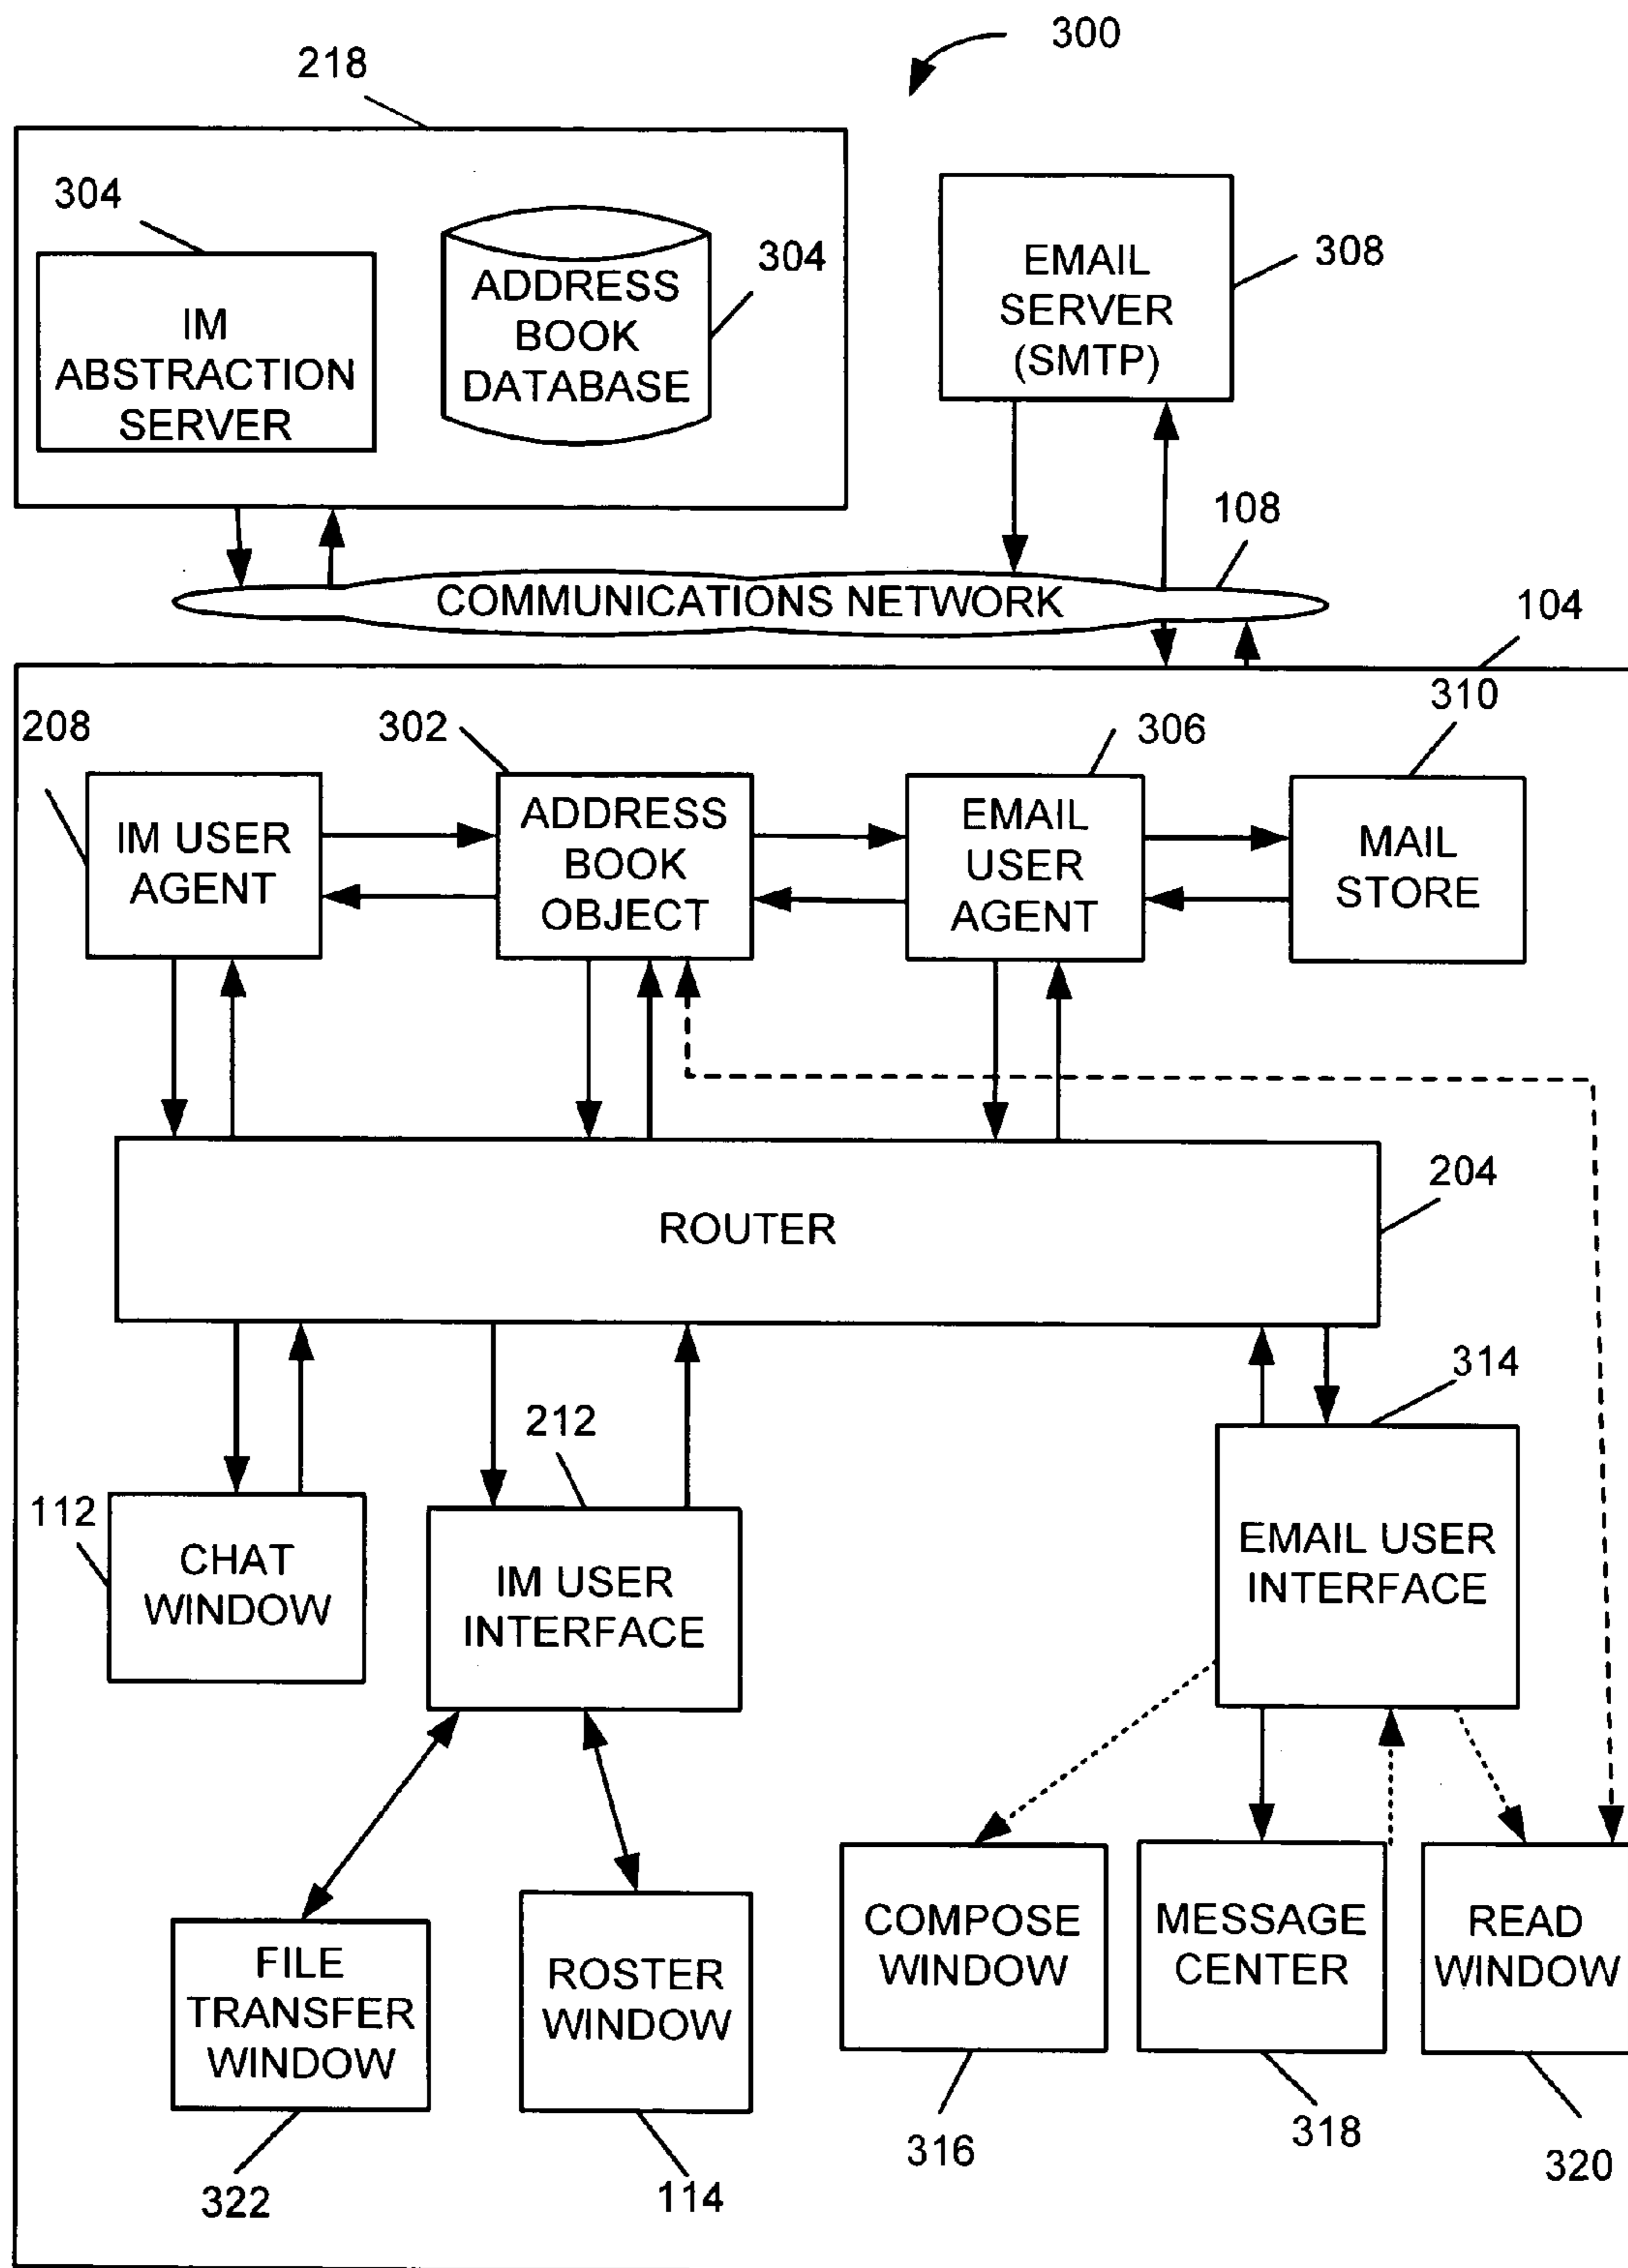 300
218
304
IM
ABSTRACTION
SERVER
ADDRESS
BOOK
DATABASE
304
EMAIL
SERVER
(SMTP)
308
108
COMMUNICATIONS NETWORK
104
310
208
302
306
IM USER
AGENT
ADDRESS
BOOK
OBJECT
EMAIL
USER
AGENT
MAIL
STORE
204
ROUTER
314
212
112
CHAT
WINDOW
IM USER
INTERFACE
EMAIL USER
INTERFACE
FILE
TRANSFER
WINDOW
ROSTER
WINDOW
COMPOSE
WINDOW
MESSAGE
CENTER
READ
WINDOW
322
114
316
318
320